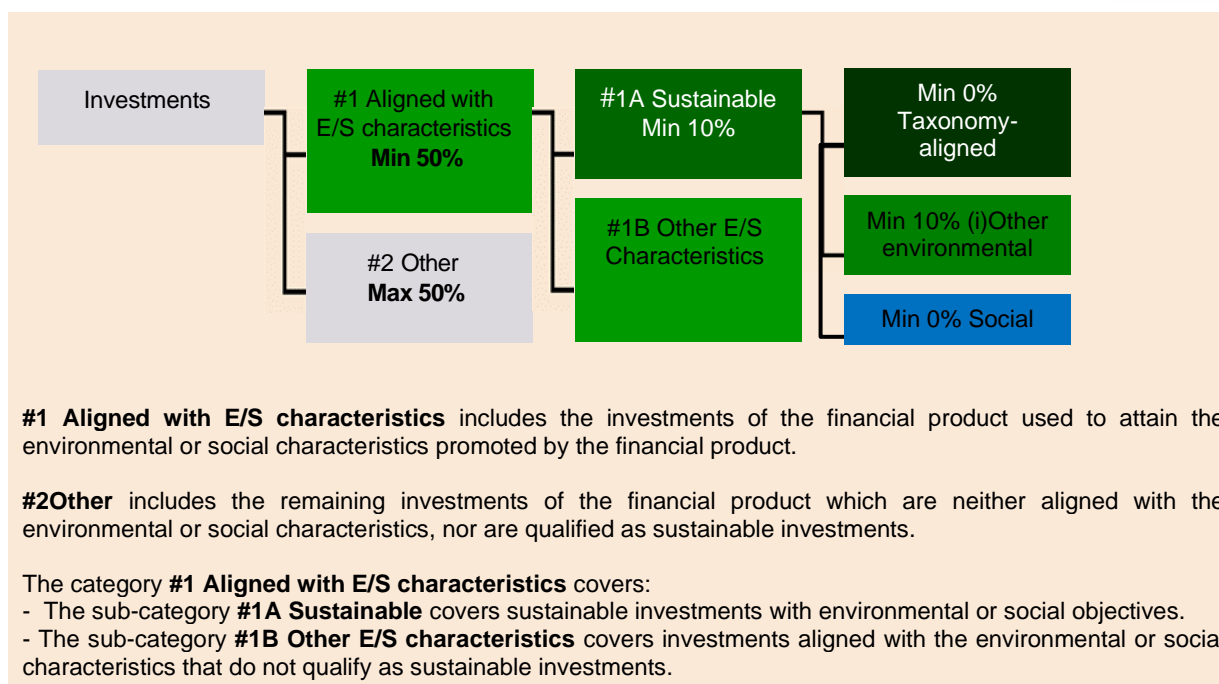 Investments
#1 Aligned with
E/S characteristics
Min 50%
#2 Other
Max 50%
#1A Sustainable
Min 10%
#1B Other E/S
Characteristics
Min 0%
Taxonomy-
aligned
Min 10% (i)Other
environmental
Min 0% Social
#1 Aligned with E/S characteristics includes the investments of the financial product used to attain the
environmental or social characteristics promoted by the financial product.
#2Other includes the remaining investments of the financial product which are neither aligned with the
environmental or social characteristics, nor are qualified as sustainable investments.
The category #1 Aligned with E/S characteristics covers:
- The sub-category #1A Sustainable covers sustainable investments with environmental or social objectives.
- The sub-category #1B Other E/S characteristics covers investments aligned with the environmental or social
characteristics that do not qualify as sustainable investments.